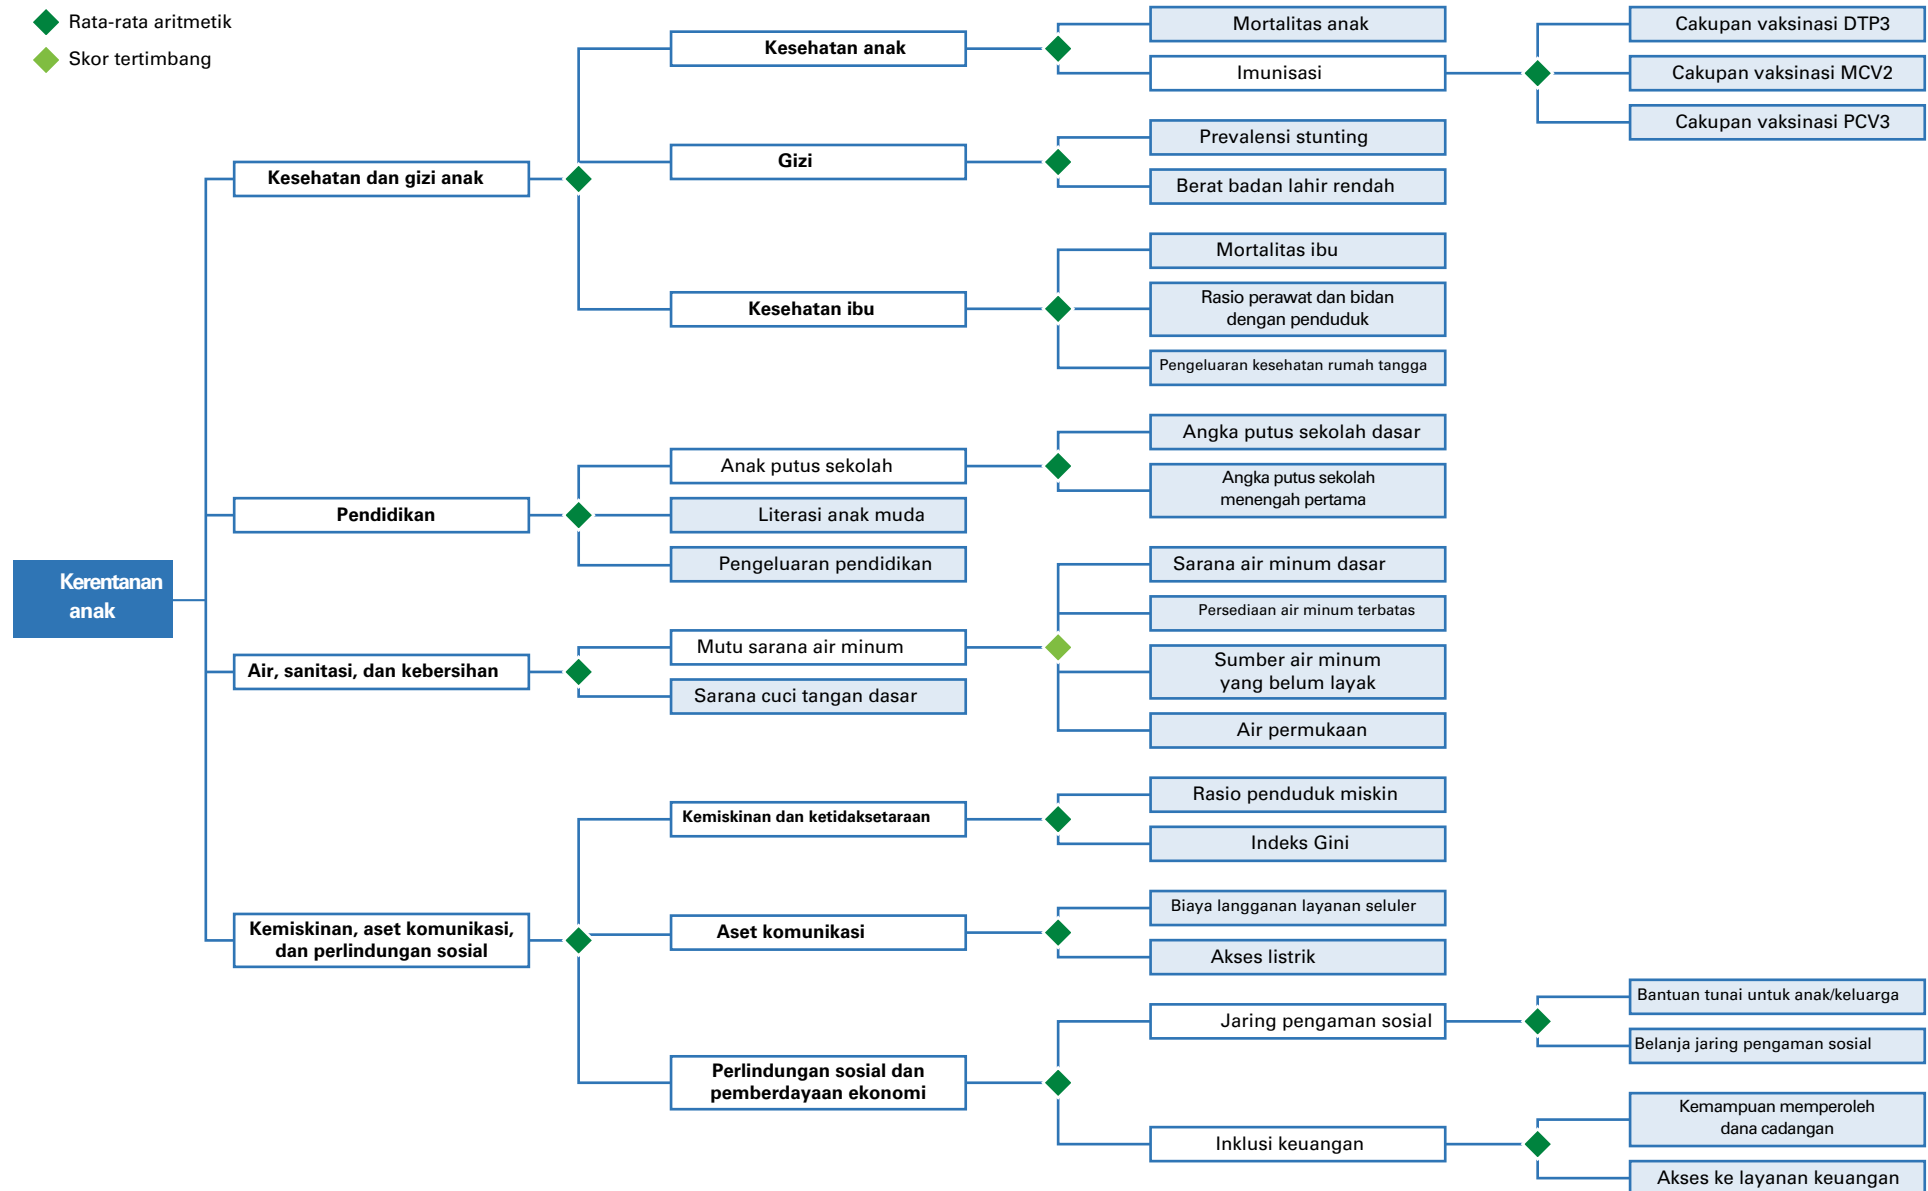 Rata-rata aritmetik
Skor tertimbang
Kerentanan
anak
Kesehatan dan gizi anak
Kesehatan anak
Mortalitas anak
Imunisasi
Cakupan vaksinasi DTP3
Cakupan vaksinasi MCV2
Cakupan vaksinasi PCV3
Gizi
Prevalensi stunting
Berat badan lahir rendah
Kesehatan ibu
Mortalitas ibu
Rasio perawat dan bidan
dengan penduduk
Pengeluaran kesehatan rumah tangga
Pendidikan
Anak putus sekolah
Angka putus sekolah dasar
Angka putus sekolah
menengah pertama
Literasi anak muda
Pengeluaran pendidikan
Air, sanitasi, dan kebersihan
Mutu sarana air minum
Sarana air minum dasar
Persediaan air minum terbatas
Sumber air minum
yang belum layak
Air permukaan
Sarana cuci tangan dasar
Kemiskinan, aset komunikasi,
dan perlindungan sosial
Kemiskinan dan ketidaksetaraan
Rasio penduduk miskin
Indeks Gini
Aset komunikasi
Biaya langganan layanan seluler
Akses listrik
Perlindungan sosial dan
pemberdayaan ekonomi
Jaring pengaman sosial
Bantuan tunai untuk anak/keluarga
Belanja jaring pengaman sosial
Inklusi keuangan
Kemampuan memperoleh
dana cadangan
Akses ke layanan keuangan